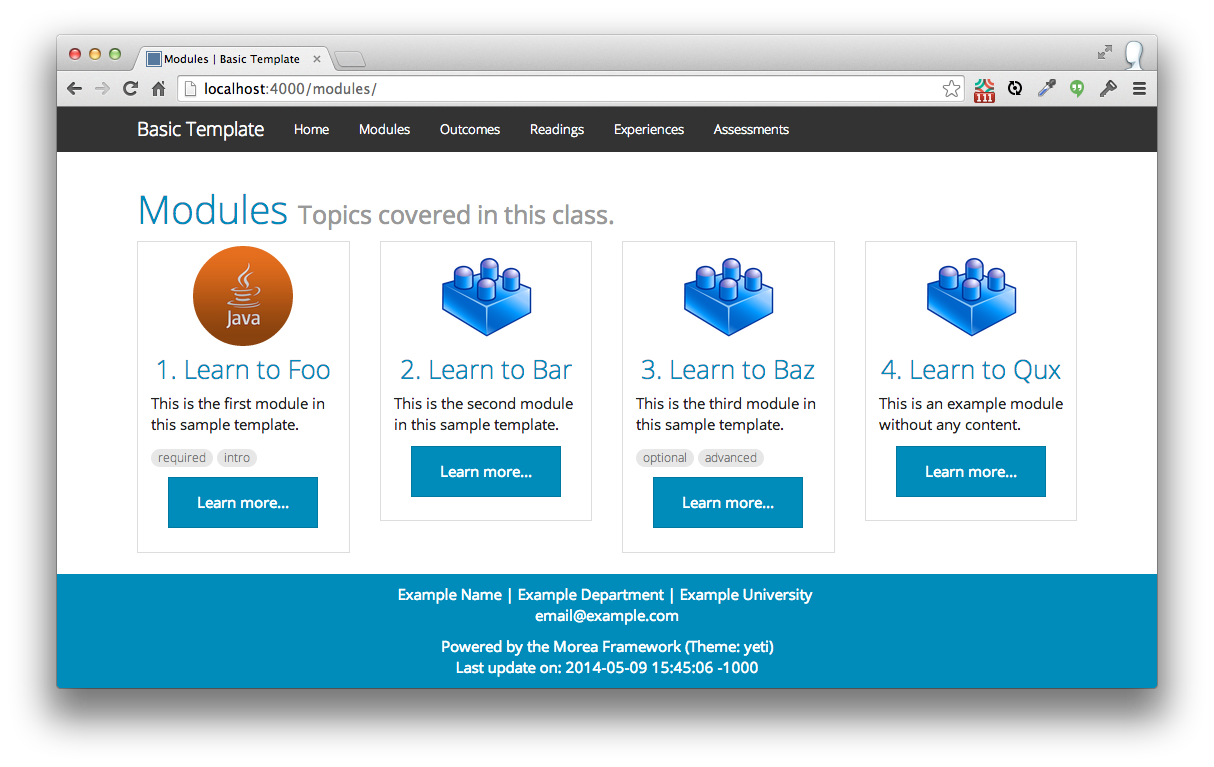 Modules | Basic Template
localhost:4000/modules/
111
Basic Template Home Modules Outcomes Readings Experiences Assessments
Modules Topics covered in this class.
Java
1. Learn to Foo
This is the first module in
this sample template.
required intro
Learn more...
2. Learn to Bar
This is the second module
in this sample template.
Learn more...
3. Learn to Baz
This is the third module in
this sample template.
optional advanced
Learn more...
4. Learn to Qux
This is an example module
without any content.
Learn more...
Example Name | Example Department | Example University
email@example.com
Powered by the Morea Framework (Theme: yeti)
Last update on: 2014-05-09 15:45:06 -1000